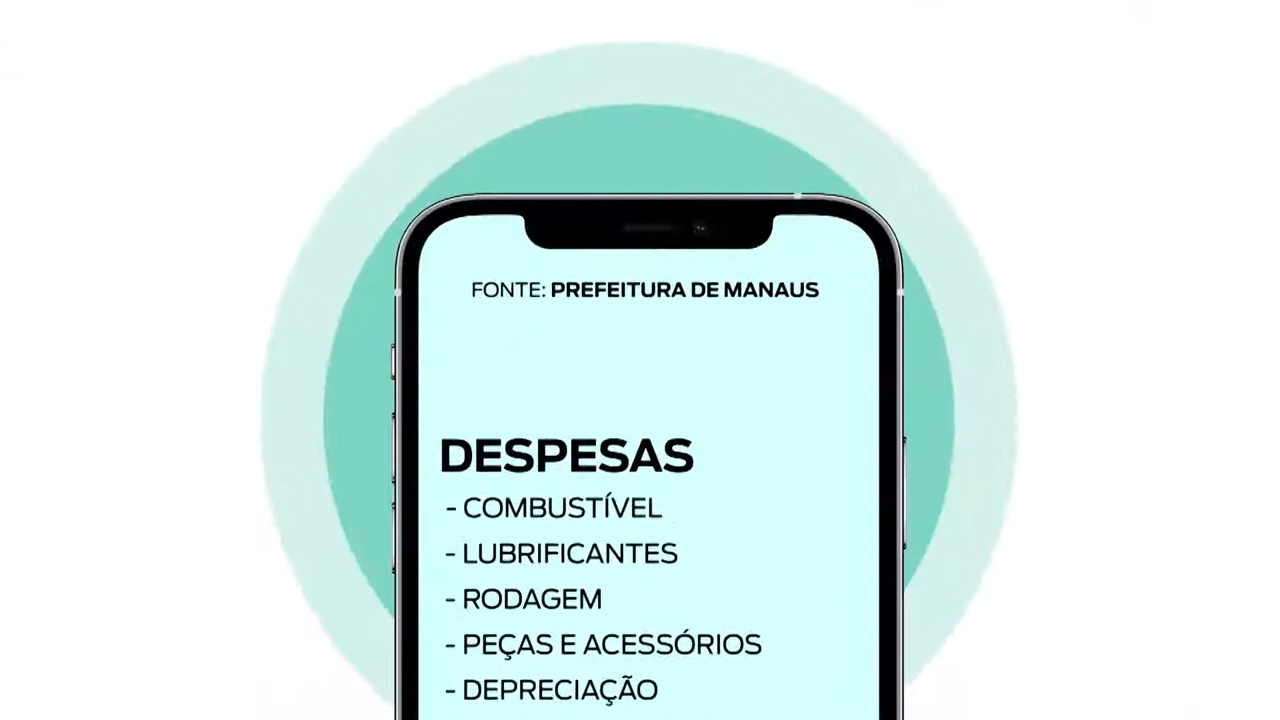 FONTE: PREFEITURA DE MANAUS
DESPESAS
- COMBUSTÍVEL
- LUBRIFICANTES
- RODAGEM
- PEÇAS E ACESSÓRIOS
- DEPRECIAÇÃO